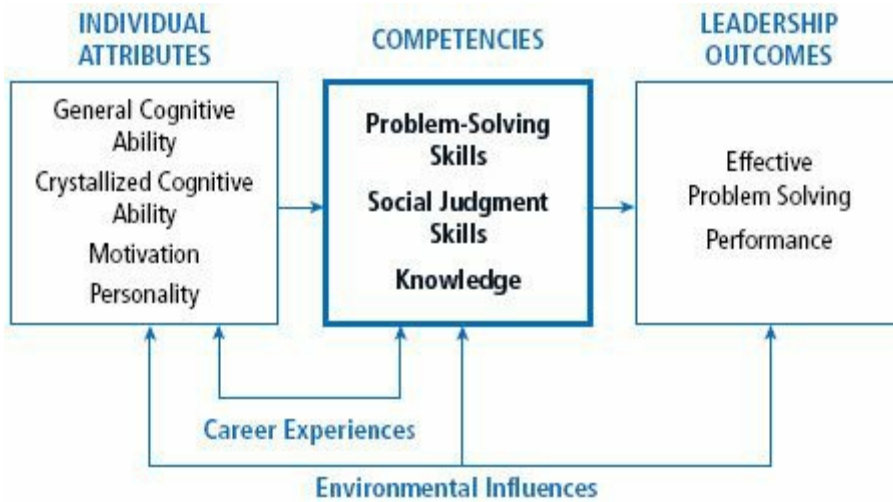 INDIVIDUAL
ATTRIBUTES
General Cognitive
Ability
Crystallized Cognitive
Ability
Motivation
Personality
COMPETENCIES
Problem-Solving
Skills
Social Judgment
Skills
Knowledge
LEADERSHIP
OUTCOMES
Effective
Problem Solving
Performance
Career Experiences
Environmental Influences